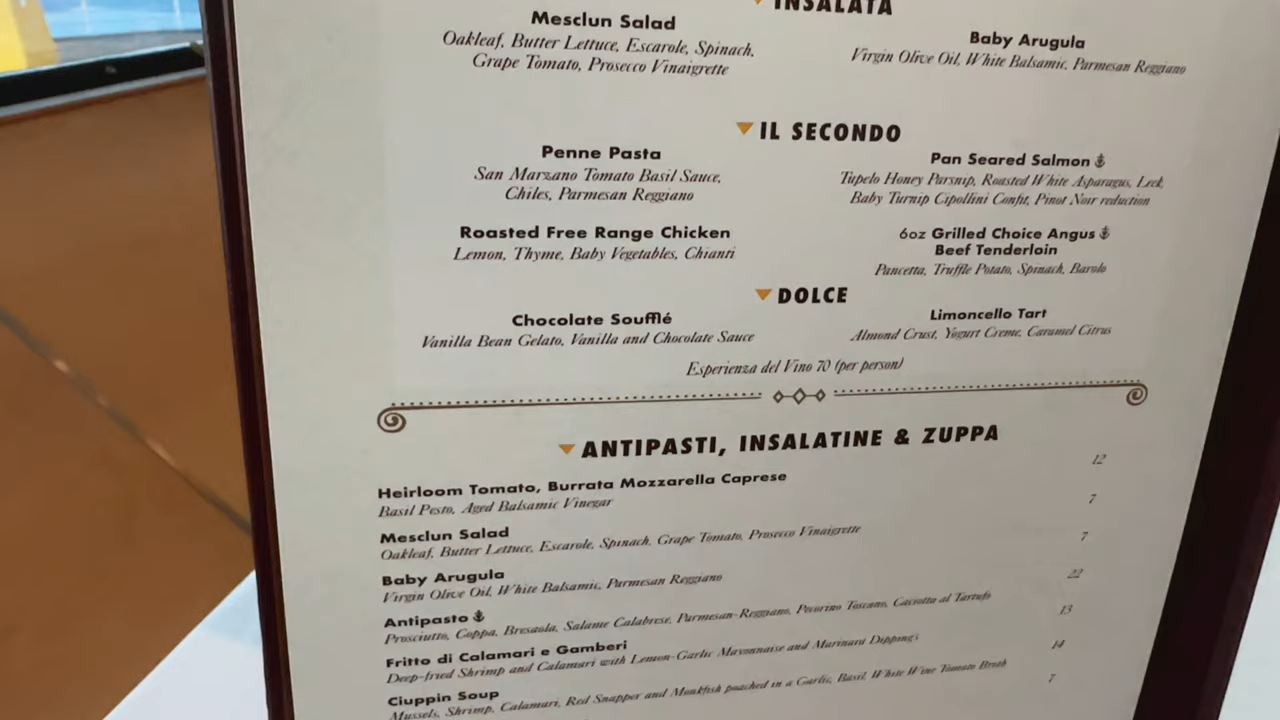 INSALATA
Mesclun Salad
Oakleaf, Butter Lettuce, Escarole, Spinach,
Grape Tomato, Prosecco Vinaigrette
Baby Arugula
Virgin Olive Oil, White Balsamic, Parmesan Reggiano
IL SECONDO
Penne Pasta
San Marzano Tomato Basil Sauce,
Chiles, Parmesan Reggiano
Pan Seared Salmon
Tupelo Honey Parsnip, Roasted White Asparagus, Leek,
Baby Turnip Cipollini Confit, Pinot Noir reduction
Roasted Free Range Chicken
Lemon, Thyme, Baby Vegetables, Chianti
6oz Grilled Choice Angus
Beef Tenderloin
Pancetta, Truffle Potato, Spinach, Barolo
DOLCE
Chocolate Soufflé
Vanilla Bean Gelato, Vanilla and Chocolate Sauce
Limoncello Tart
Almond Crust, Yogurt Creme, Caramel Citrus
Esperienza del Vino 70 (per person)
ANTIPASTI, INSALATINE & ZUPPA
Heirloom Tomato, Burrata Mozzarella Caprese 12
Basil Pesto, Aged Balsamic Vinegar
Mesclun Salad 7
Oakleaf, Butter Lettuce, Escarole, Spinach, Grape Tomato, Prosecco Vinaigrette
Baby Arugula 7
Virgin Olive Oil, White Balsamic, Parmesan Reggiano
Antipasto 22
Prosciutto, Coppa, Bresaola, Salame Calabrese, Parmesan-Reggiano, Pecorino Toscano, Caciotta al Tartufo
Fritto di Calamari e Gamberi 13
Deep-fried Shrimp and Calamari with Lemon-Garlic Mayonnaise and Marinara Dippings
Ciuppin Soup 14
Mussels, Shrimp, Calamari, Red Snapper and Monkfish poached in a Garlic, Basil, White Wine Tomato Broth
7